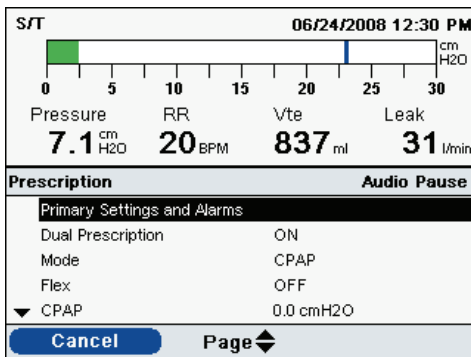 S/T 06/24/2008 12:30 PM
cm
H2O
0 5 10 15 20 25 30
Pressure RR Vte Leak
7.1 cm H2O 20 BPM 837 ml 31 l/min
Prescription Audio Pause
Primary Settings and Alarms
Dual Prescription ON
Mode CPAP
Flex OFF
CPAP 0.0 cmH2O
Cancel Page